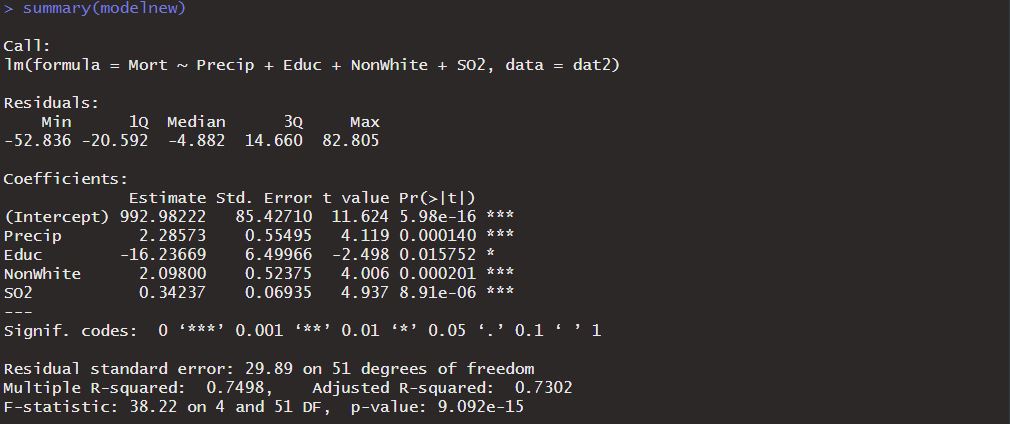 > summary(modelnew)
Call:
lm(formula = Mort ~ Precip + Educ + NonWhite + SO2, data = dat2)
Residuals:
    Min      1Q  Median      3Q     Max
-52.836 -20.592  -4.882  14.660  82.805
Coefficients:
             Estimate Std. Error t value Pr(>|t|)
(Intercept) 992.98222   85.42710  11.624 5.98e-16 ***
Precip        2.28573    0.55495   4.119 0.000140 ***
Educ        -16.23669    6.49966  -2.498 0.015752 *
NonWhite      2.09800    0.52375   4.006 0.000201 ***
SO2           0.34237    0.06935   4.937 8.91e-06 ***
---
Signif. codes:  0 ‘***’ 0.001 ‘**’ 0.01 ‘*’ 0.05 ‘.’ 0.1 ‘ ’ 1
Residual standard error: 29.89 on 51 degrees of freedom
Multiple R-squared:  0.7498,	Adjusted R-squared:  0.7302
F-statistic: 38.22 on 4 and 51 DF,  p-value: 9.092e-15